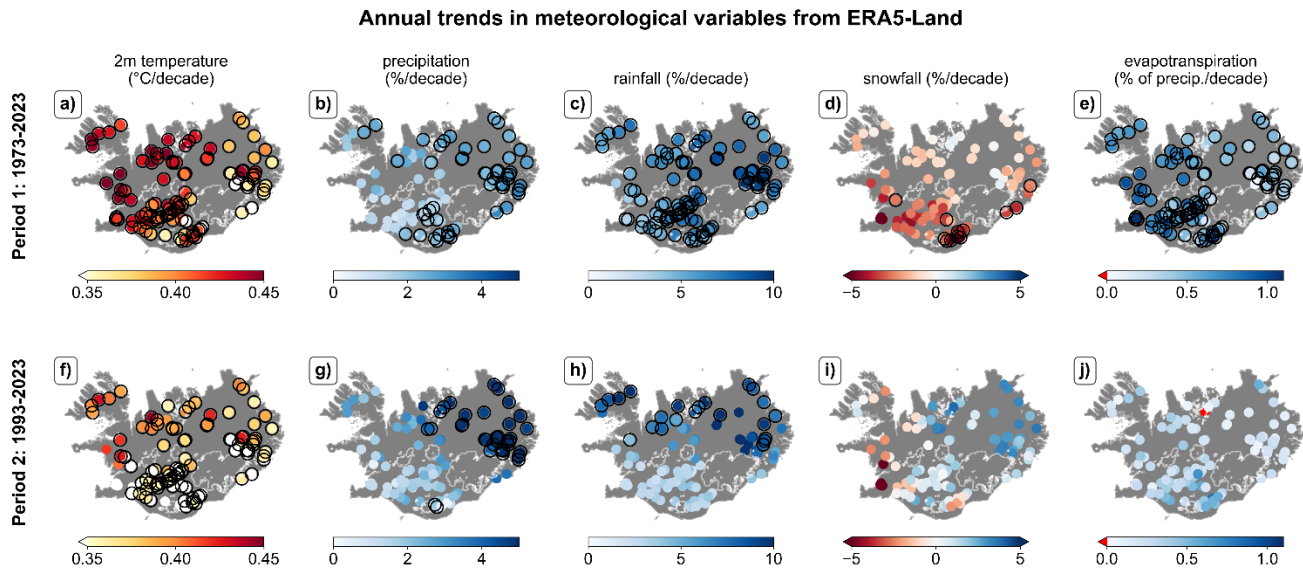 Annual trends in meteorological variables from ERA5-Land
2m temperature
(°C/decade)
precipitation
(%/decade)
rainfall (%/decade)
snowfall (%/decade)
evapotranspiration
(% of precip./decade)
Period 1: 1973-2023
a)
b)
c)
d)
e)
0.35 0.40 0.45
0 2 4
0 5 10
−5 0 5
0.0 0.5 1.0
Period 2: 1993-2023
f)
g)
h)
i)
j)
0.35 0.40 0.45
0 2 4
0 5 10
−5 0 5
0.0 0.5 1.0